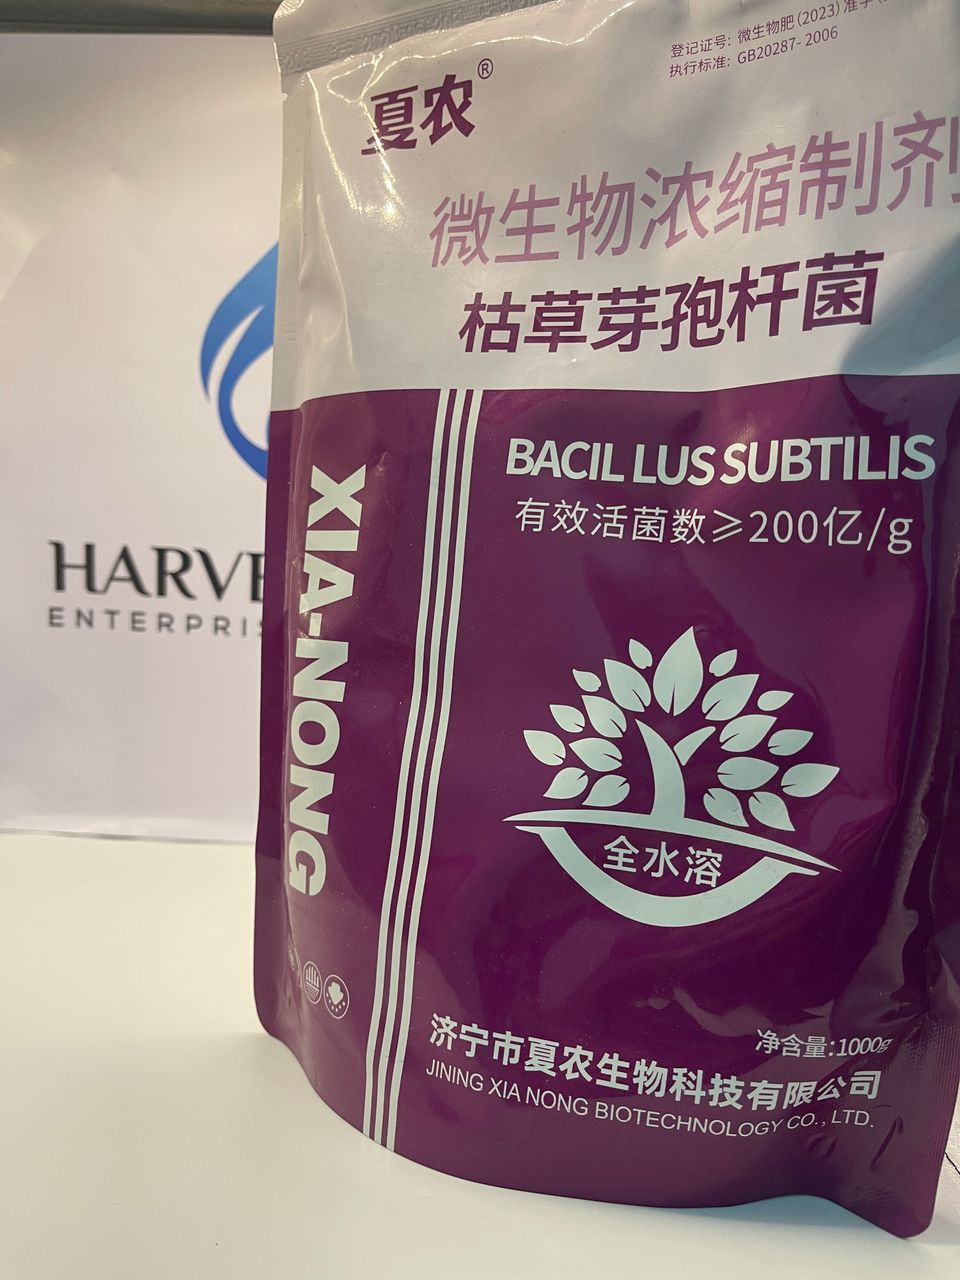 登记证号: 微生物肥(2023)准字
执行标准: GB20287-2006
夏农®
微生物浓缩制剂
枯草芽孢杆菌
BACIL LUS SUBTILIS
有效活菌数≥200亿/g
XIA-NONG
全水溶
净含量:1000g
济宁市夏农生物科技有限公司
JINING XIA NONG BIOTECHNOLOGY CO., LTD.
ENTERPRIS